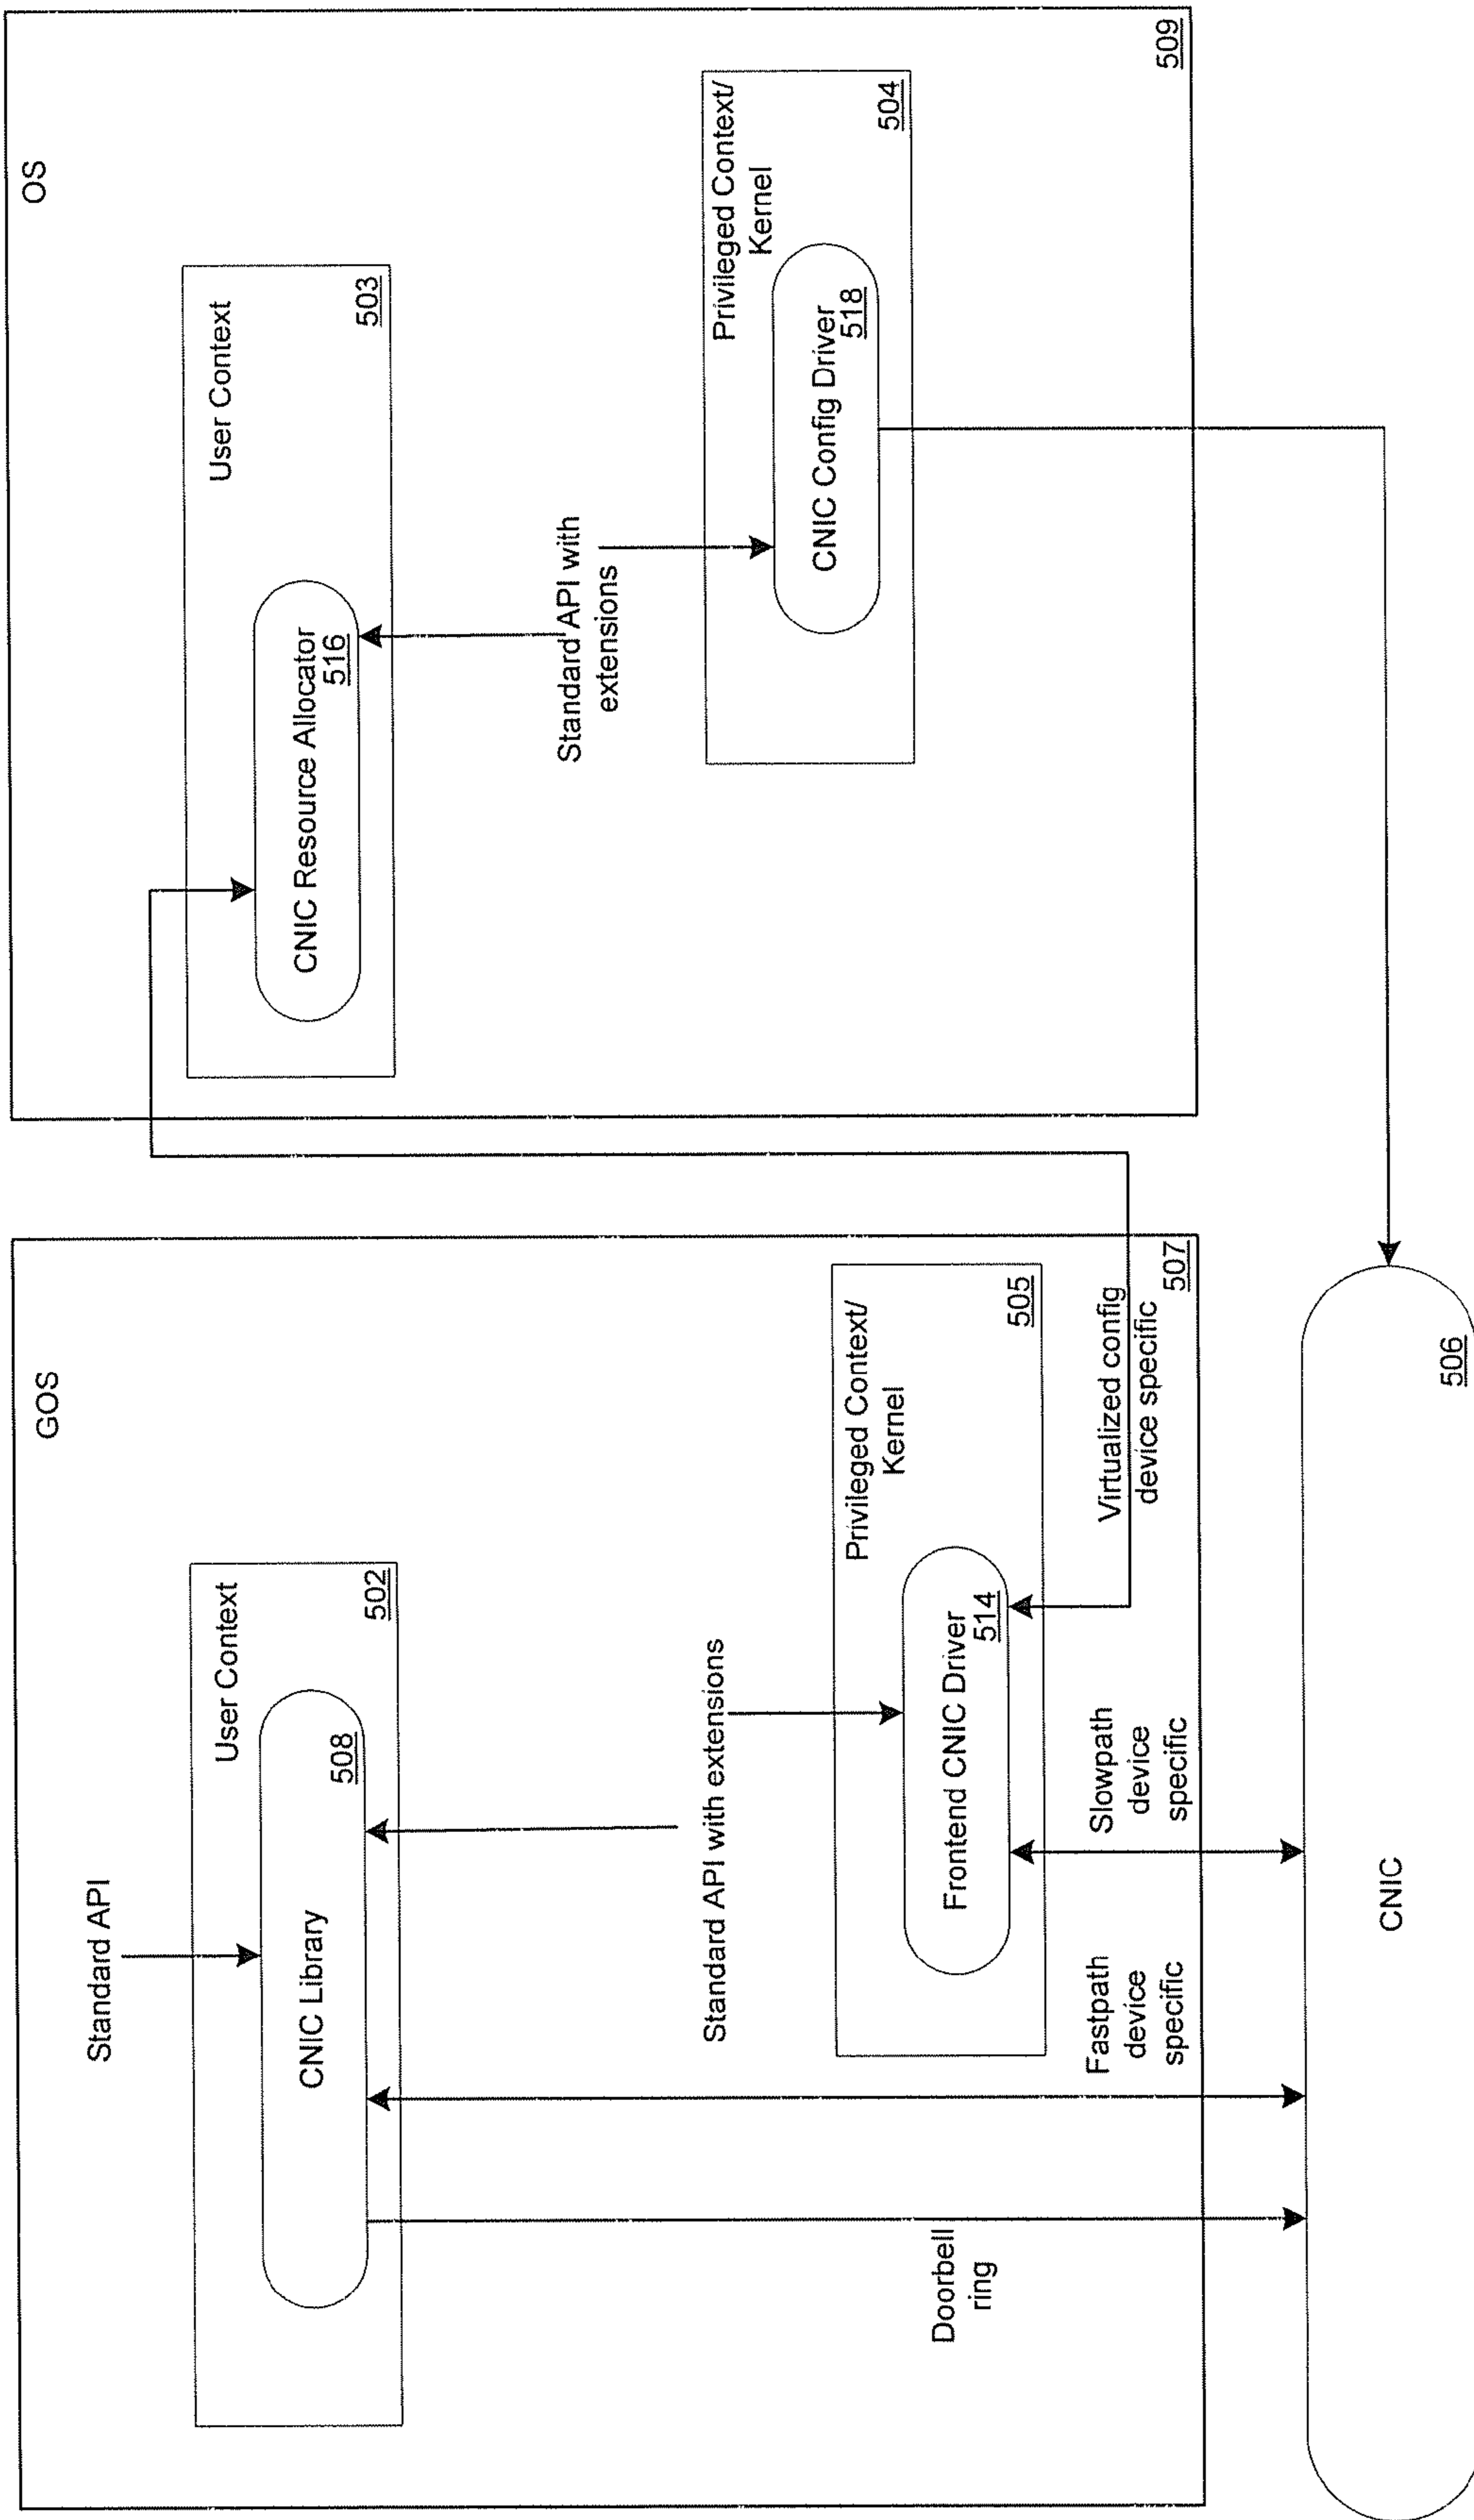 GOS
Standard API
User Context
CNIC Library
508
502
Standard API with extensions
Privileged Context/
Kernel
Frontend CNIC Driver
514
505
Doorbell
ring
Fastpath
device
specific
Slowpath
device
specific
Virtualized config
device specific
507
OS
User Context
CNIC Resource Allocator
516
503
Standard API with
extensions
Privileged Context/
Kernel
CNIC Config Driver
518
504
509
CNIC
506